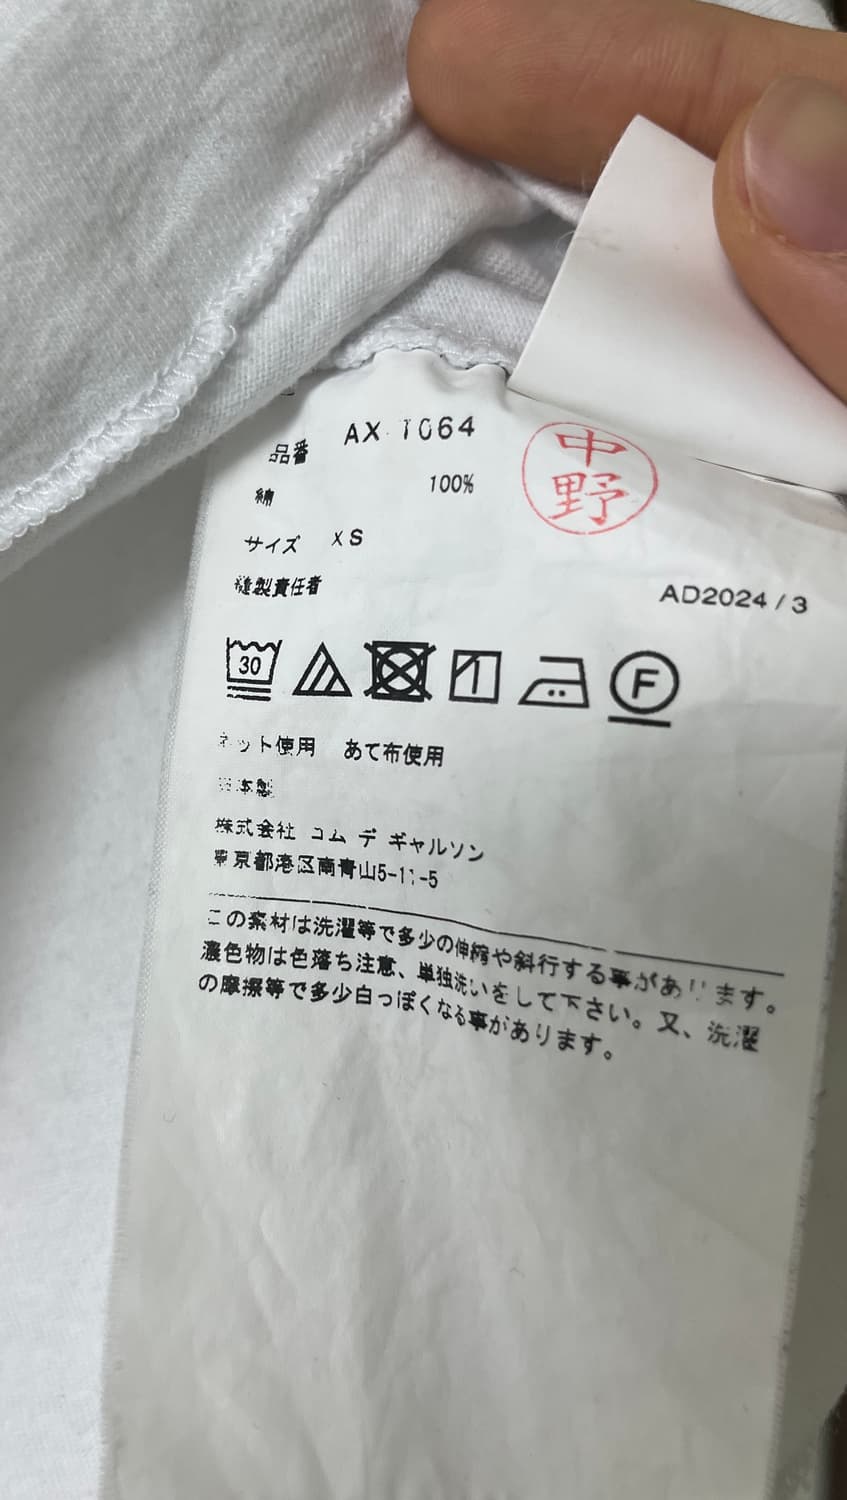 品番 AX-T064
綿 100%
中野
サイズ XS
縫製責任者
AD2024/3
30
F
ネット使用 あて布使用
日本製
株式会社 コム デ ギャルソン
東京都港区南青山5-11-5
この素材は洗濯等で多少の伸縮や斜行する事があります。
濃色物は色落ち注意、単独洗いをして下さい。又、洗濯
の摩擦等で多少白っぽくなる事があります。